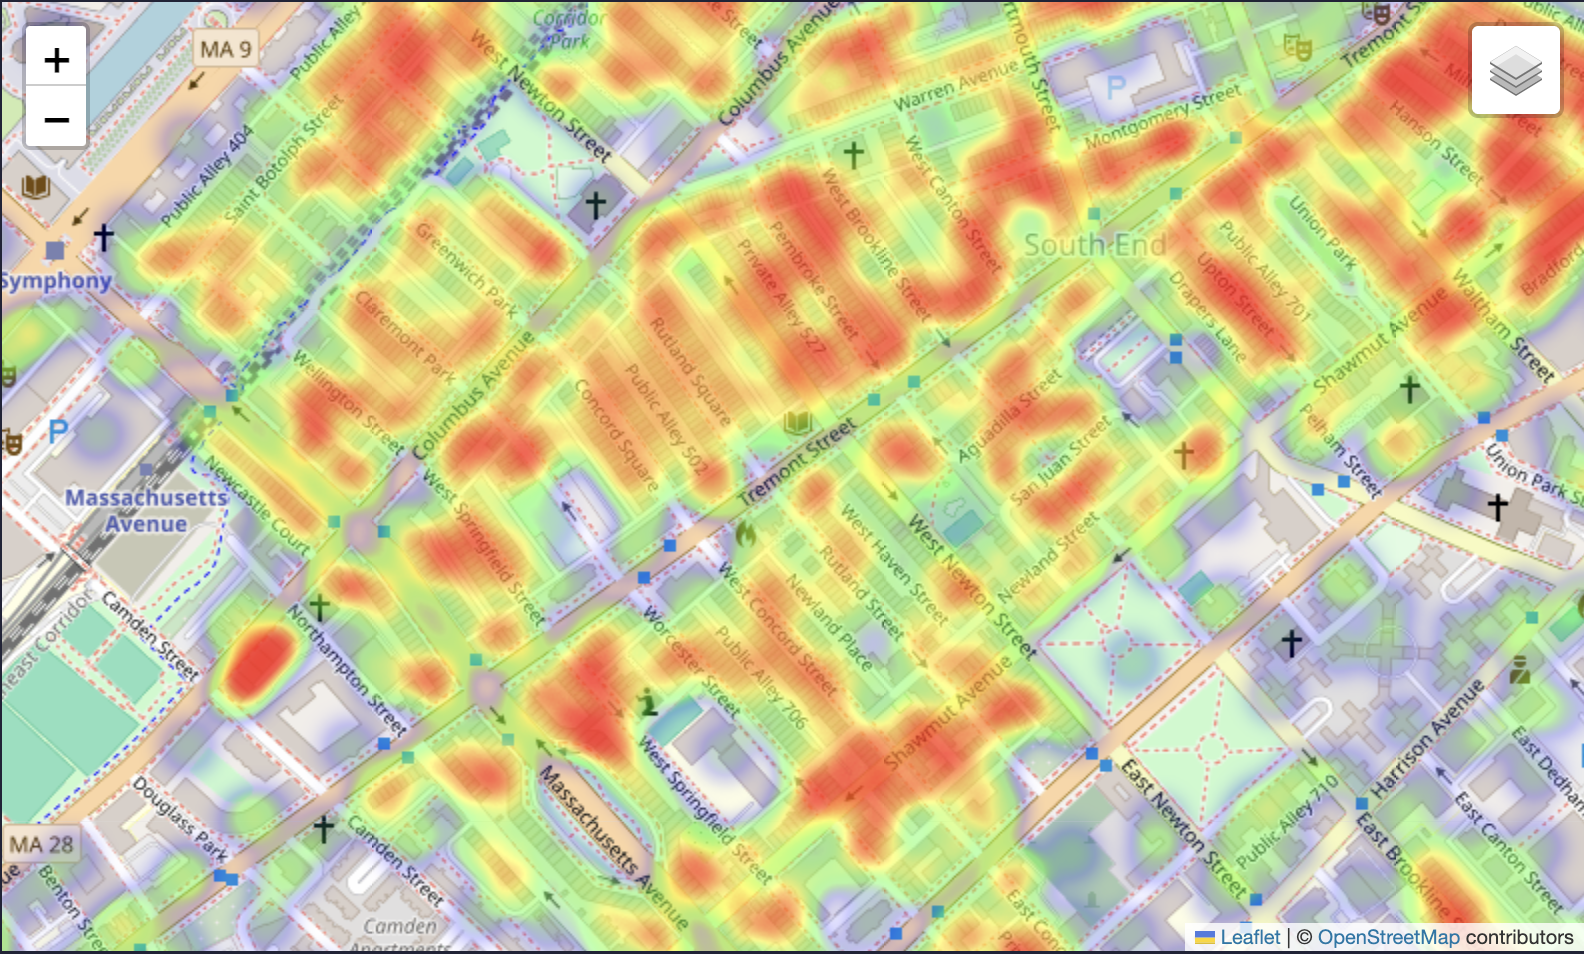 +
−
MA 9
Public Alley
West Newton Street
Corridor
Park
Columbus Avenue
Warren Avenue
Montgomery Street
Tremont S
P
Hanson Street
Public Alley 404
Saint Botolph Street
Symphony
Greenwich Park
Claremont Park
Wellington Street
Columbus Avenue
West Canton Street
West Brookline Street
Pembroke Street
Private Alley 527
Rutland Square
Public Alley 502
Concord Square
South End
Union Park
Public Alley 701
Upton Street
Drapers Lane
Shawmut Avenue
Waltham Street
Bradford
Pelham Street
Union Park S
P
Massachusetts
Avenue
Newcastle Court
Camden Street
Northampton Street
West Springfield Street
Tremont Street
Aguadilla Street
San Juan Street
Newland Street
West Newton Street
West Haven Street
Rutland Street
Newland Place
West Concord Street
Worcester Street
Public Alley 706
Shawmut Avenue
West Springfield Street
Massachusetts Avenue
MA 28
Douglass Park
Benton Stree
Camden Street
Camden
Apartments
East Newton Street
Public Alley 710
Harrison Avenue
East Dedham
East Canton Street
East Brookline S
East Conc
Leaflet | © OpenStreetMap contributors